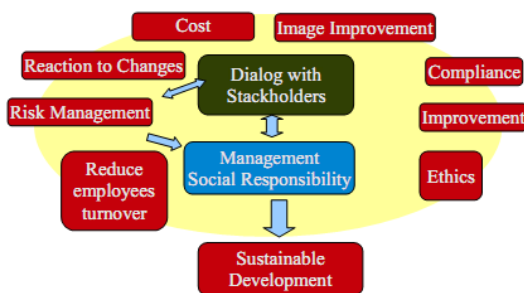 Cost
Image Improvement
Reaction to Changes
Dialog with
Stackholders
Compliance
Risk Management
Improvement
Reduce
employees
turnover
Management
Social Responsibility
Ethics
Sustainable
Development